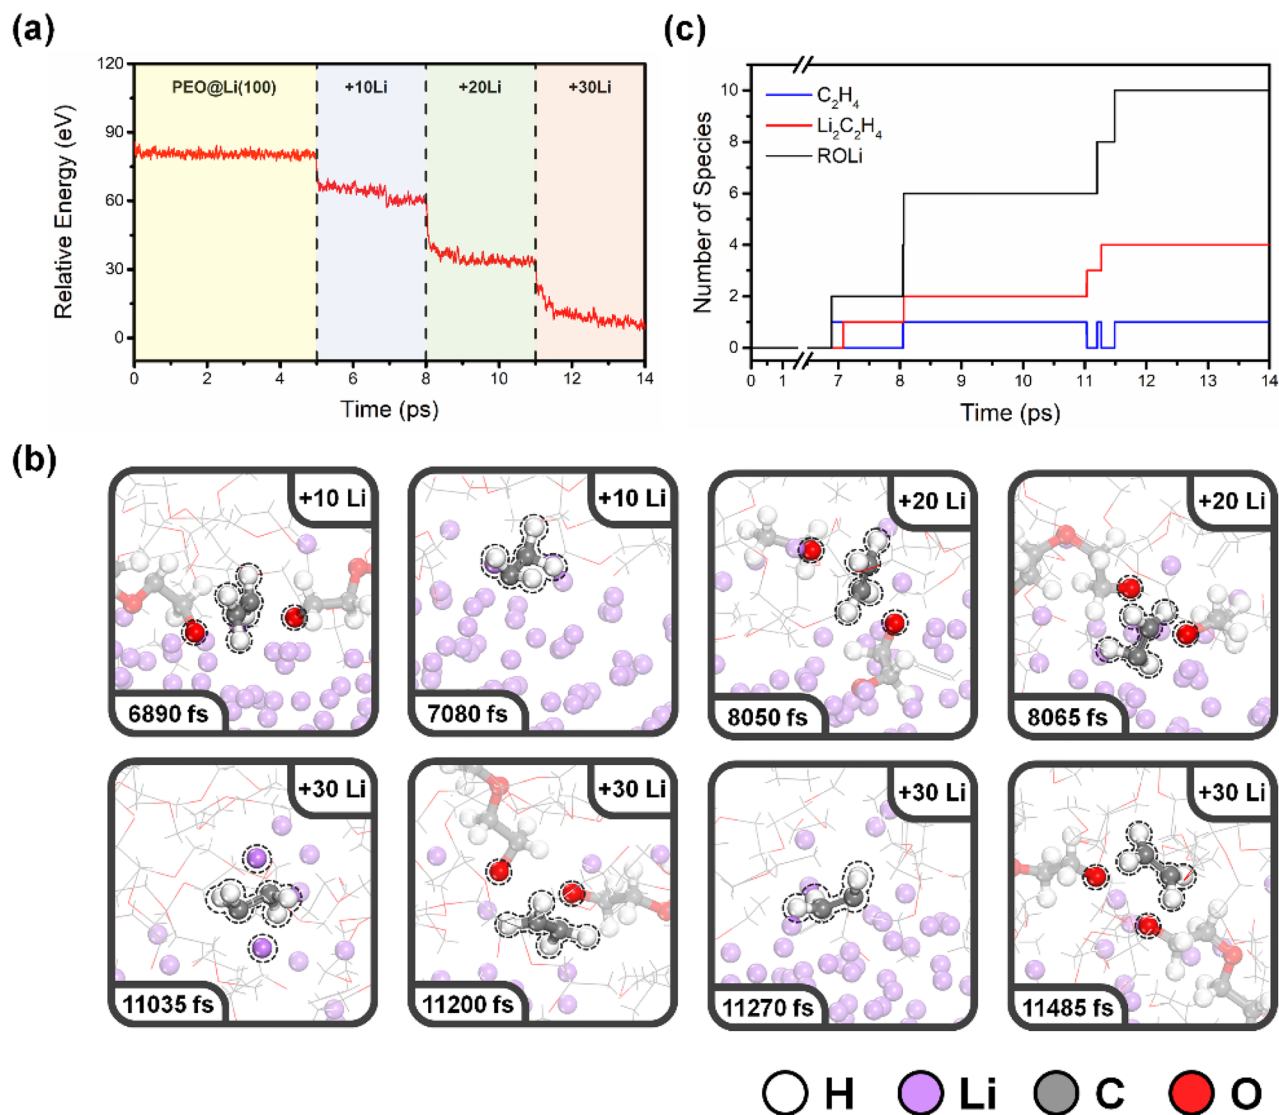 (a)
120
90
60
30
0
Relative Energy (eV)
PEO@Li(100)
+10Li
+20Li
+30Li
0 2 4 6 8 10 12 14
Time (ps)
(c)
10
8
6
4
2
0
Number of Species
C₂H₄
Li₂C₂H₄
ROLi
0 1 7 8 9 10 11 12 13 14
Time (ps)
(b)
+10 Li
6890 fs
+10 Li
7080 fs
+20 Li
8050 fs
+20 Li
8065 fs
+30 Li
11035 fs
+30 Li
11200 fs
+30 Li
11270 fs
+30 Li
11485 fs
H Li C O